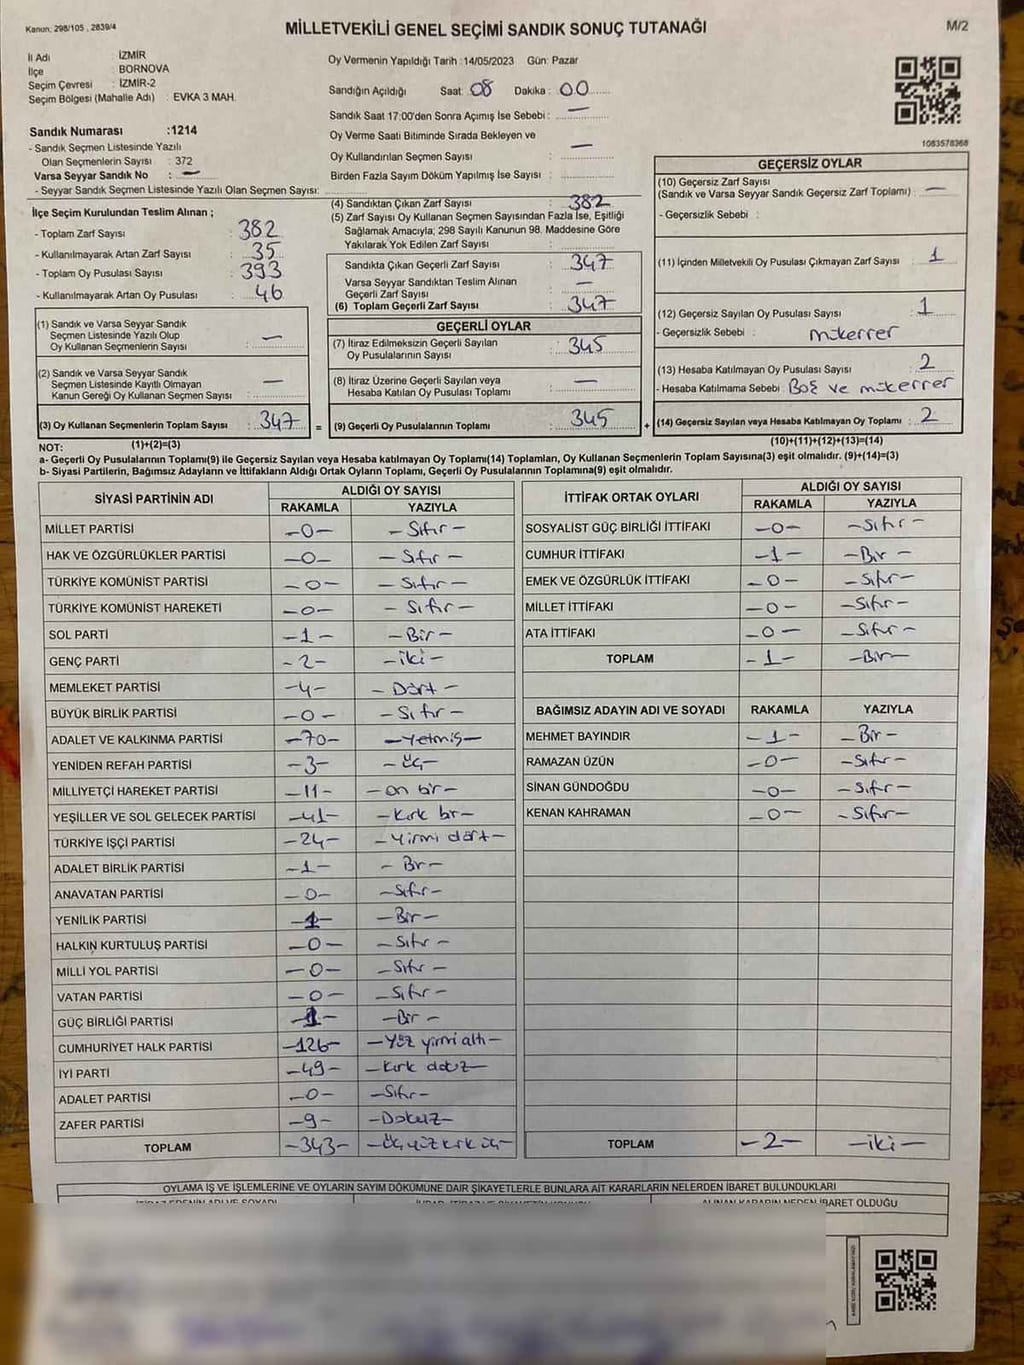 Kanun: 298/105 , 2839/4
MİLLETVEKİLİ GENEL SEÇİMİ SANDIK SONUÇ TUTANAĞI
M/2
İl Adı : İZMİR
İlçe : BORNOVA
Seçim Çevresi : İZMİR-2
Seçim Bölgesi (Mahalle Adı) : EVKA 3 MAH.
Oy Vermenin Yapıldığı Tarih :14/05/2023 Gün: Pazar
Sandığın Açıldığı Saat: 08 Dakika : 00
Sandık Saat 17:00'den Sonra Açımış İse Sebebi : —
Oy Verme Saati Bitiminde Sırada Bekleyen ve
Oy Kullandırılan Seçmen Sayısı : —
Birden Fazla Sayım Döküm Yapılmış İse Sayısı :
1083578368
Sandık Numarası :1214
- Sandık Seçmen Listesinde Yazılı
Olan Seçmenlerin Sayısı : 372
Varsa Seyyar Sandık No : —
- Seyyar Sandık Seçmen Listesinde Yazılı Olan Seçmen Sayısı:
İlçe Seçim Kurulundan Teslim Alınan ;
- Toplam Zarf Sayısı : 382
- Kullanılmayarak Artan Zarf Sayısı : 35
- Toplam Oy Pusulası Sayısı : 393
- Kullanılmayarak Artan Oy Pusulası : 46
(1) Sandık ve Varsa Seyyar Sandık
Seçmen Listesinde Yazılı Olup
Oy Kullanan Seçmenlerin Sayısı : —
(2) Sandık ve Varsa Seyyar Sandık
Seçmen Listesinde Kayıtlı Olmayan
Kanun Gereği Oy Kullanan Seçmen Sayısı : —
(3) Oy Kullanan Seçmenlerin Toplam Sayısı : 347 =
(4) Sandıktan Çıkan Zarf Sayısı : 382
(5) Zarf Sayısı Oy Kullanan Seçmen Sayısından Fazla İse, Eşitliği
Sağlamak Amacıyla; 298 Sayılı Kanunun 98. Maddesine Göre
Yakılarak Yok Edilen Zarf Sayısı :
Sandıkta Çıkan Geçerli Zarf Sayısı : 347
Varsa Seyyar Sandıktan Teslim Alınan
Geçerli Zarf Sayısı : —
(6) Toplam Geçerli Zarf Sayısı : 347
GEÇERLİ OYLAR
(7) İtiraz Edilmeksizin Geçerli Sayılan
Oy Pusulalarının Sayısı : 345
(8) İtiraz Üzerine Geçerli Sayılan veya
Hesaba Katılan Oy Pusulası Toplamı : —
(9) Geçerli Oy Pusulalarının Toplamı : 345 +
GEÇERSİZ OYLAR
(10) Geçersiz Zarf Sayısı
(Sandık ve Varsa Seyyar Sandık Geçersiz Zarf Toplamı) : —
- Geçersizlik Sebebi :
(11) İçinden Milletvekili Oy Pusulası Çıkmayan Zarf Sayısı : 1
(12) Geçersiz Sayılan Oy Pusulası Sayısı : 1
- Geçersizlik Sebebi : mükerrer
(13) Hesaba Katılmayan Oy Sayısı : 2
- Hesaba Katılmama Sebebi : Boş ve mükerrer
(14) Geçersiz Sayılan veya Hesaba Katılmayan Oy Toplamı : 2
NOT: (1)+(2)=(3) (10)+(11)+(12)+(13)=(14)
a- Geçerli Oy Pusulalarının Toplamı(9) ile Geçersiz Sayılan veya Hesaba Katılmayan Oy Toplamı(14) Toplamları, Oy Kullanan Seçmenlerin Toplam Sayısına(3) eşit olmalıdır. (9)+(14)=(3)
b- Siyasi Partilerin, Bağımsız Adayların ve İttifakların Aldığı Ortak Oyların Toplamı, Geçerli Oy Pusulalarının Toplamına(9) eşit olmalıdır.
SİYASİ PARTİNİN ADI ALDIĞI OY SAYISI
RAKAMLA YAZIYLA
MİLLET PARTİSİ -0- -Sıfır-
HAK VE ÖZGÜRLÜKLER PARTİSİ -0- -Sıfır-
TÜRKİYE KOMÜNİST PARTİSİ -0- -Sıfır-
TÜRKİYE KOMÜNİST HAREKETİ -0- -Sıfır-
SOL PARTİ -1- -Bir-
GENÇ PARTİ -2- -iki-
MEMLEKET PARTİSİ -4- -Dört-
BÜYÜK BİRLİK PARTİSİ -0- -Sıfır-
ADALET VE KALKINMA PARTİSİ -70- -Yetmiş-
YENİDEN REFAH PARTİSİ -3- -üç-
MİLLİYETÇİ HAREKET PARTİSİ -11- -on bir-
YEŞİLLER VE SOL GELECEK PARTİSİ -41- -kırk bir-
TÜRKİYE İŞÇİ PARTİSİ -24- -Yirmi dört-
ADALET BİRLİK PARTİSİ -1- -Bir-
ANAVATAN PARTİSİ -0- -Sıfır-
YENİLİK PARTİSİ -1- -Bir-
HALKIN KURTULUŞ PARTİSİ -0- -Sıfır-
MİLLİ YOL PARTİSİ -0- -Sıfır-
VATAN PARTİSİ -0- -Sıfır-
GÜÇ BİRLİĞİ PARTİSİ -1- -Bir-
CUMHURİYET HALK PARTİSİ -126- -Yüz yirmi altı-
İYİ PARTİ -49- -kırk dokuz-
ADALET PARTİSİ -0- -Sıfır-
ZAFER PARTİSİ -9- -Dokuz-
TOPLAM -343- -üç yüz kırk üç-
İTTİFAK ORTAK OYLARI ALDIĞI OY SAYISI
RAKAMLA YAZIYLA
SOSYALIST GÜÇ BİRLİĞİ İTTİFAKI -0- -Sıfır-
CUMHUR İTTİFAKI -1- -Bir-
EMEK VE ÖZGÜRLÜK İTTİFAKI -0- -Sıfır-
MİLLET İTTİFAKI -0- -Sıfır-
ATA İTTİFAKI -0- -Sıfır-
TOPLAM -1- -Bir-
BAĞIMSIZ ADAYIN ADI VE SOYADI RAKAMLA YAZIYLA
MEHMET BAYINDIR -1- -Bir-
RAMAZAN ÜZÜN -0- -Sıfır-
SİNAN GÜNDOĞDU -0- -Sıfır-
KENAN KAHRAMAN -0- -Sıfır-
TOPLAM -2- -iki-
OYLAMA İŞ VE İŞLEMLERİNE VE OYLARIN SAYIM DÖKÜMÜNE DAİR ŞİKAYETLERLE BUNLARA AİT KARARLARIN NELERDEN İBARET BULUNDUKLARI
ALINAN KARARIN NEDEN İBARET OLDUĞU